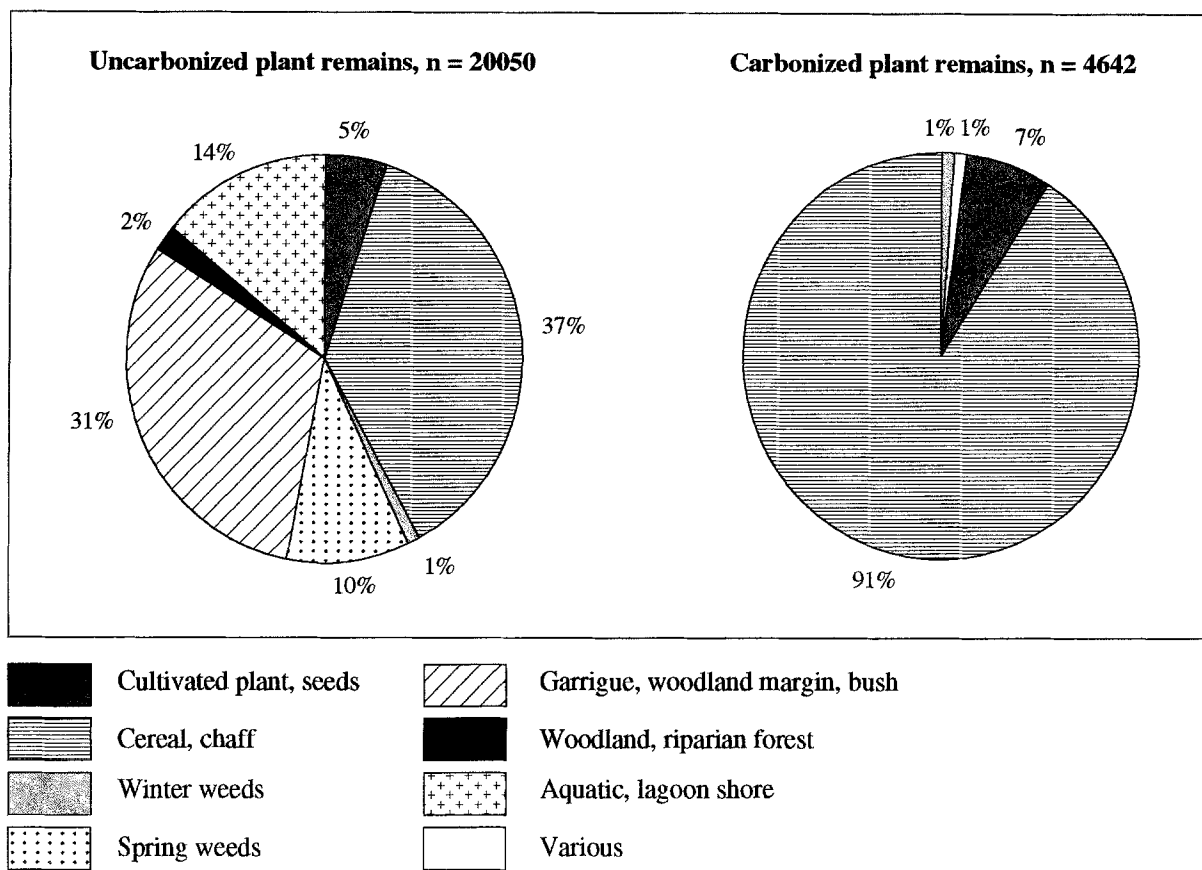 Uncarbonized plant remains, n = 20050
5%
37%
1%
10%
31%
2%
14%
Carbonized plant remains, n = 4642
1%
1%
7%
91%
Cultivated plant, seeds
Cereal, chaff
Winter weeds
Spring weeds
Garrigue, woodland margin, bush
Woodland, riparian forest
Aquatic, lagoon shore
Various